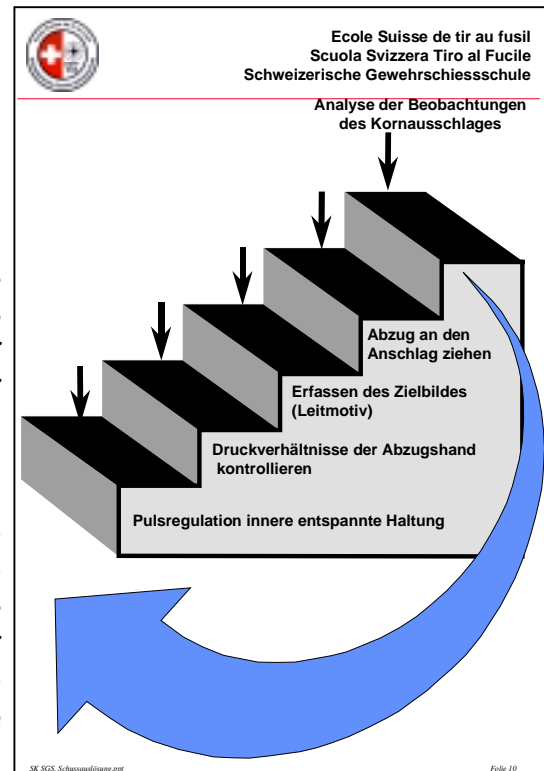 Ecole Suisse de tir au fusil
Scuola Svizzera Tiro al Fucile
Schweizerische Gewehrschiessschule
Analyse der Beobachtungen
des Kornausschlages
Abzug an den
Anschlag ziehen
Erfassen des Zielbildes
(Leitmotiv)
Druckverhältnisse der Abzugshand
kontrollieren
Pulsregulation innere entspannte Haltung
SK SGS, Schussauslösung.ppt
Folie 10